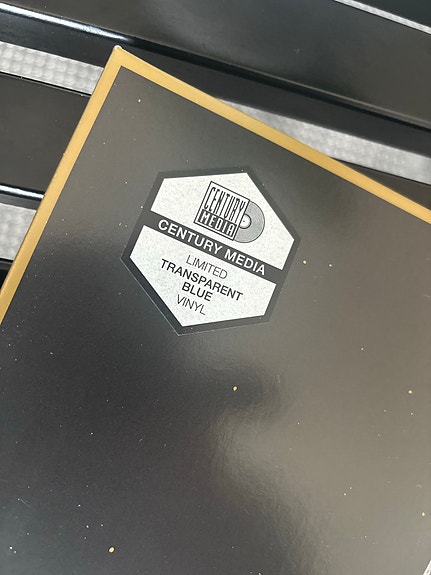 CENTURY
MEDIA
CENTURY MEDIA
LIMITED
TRANSPARENT
BLUE
VINYL